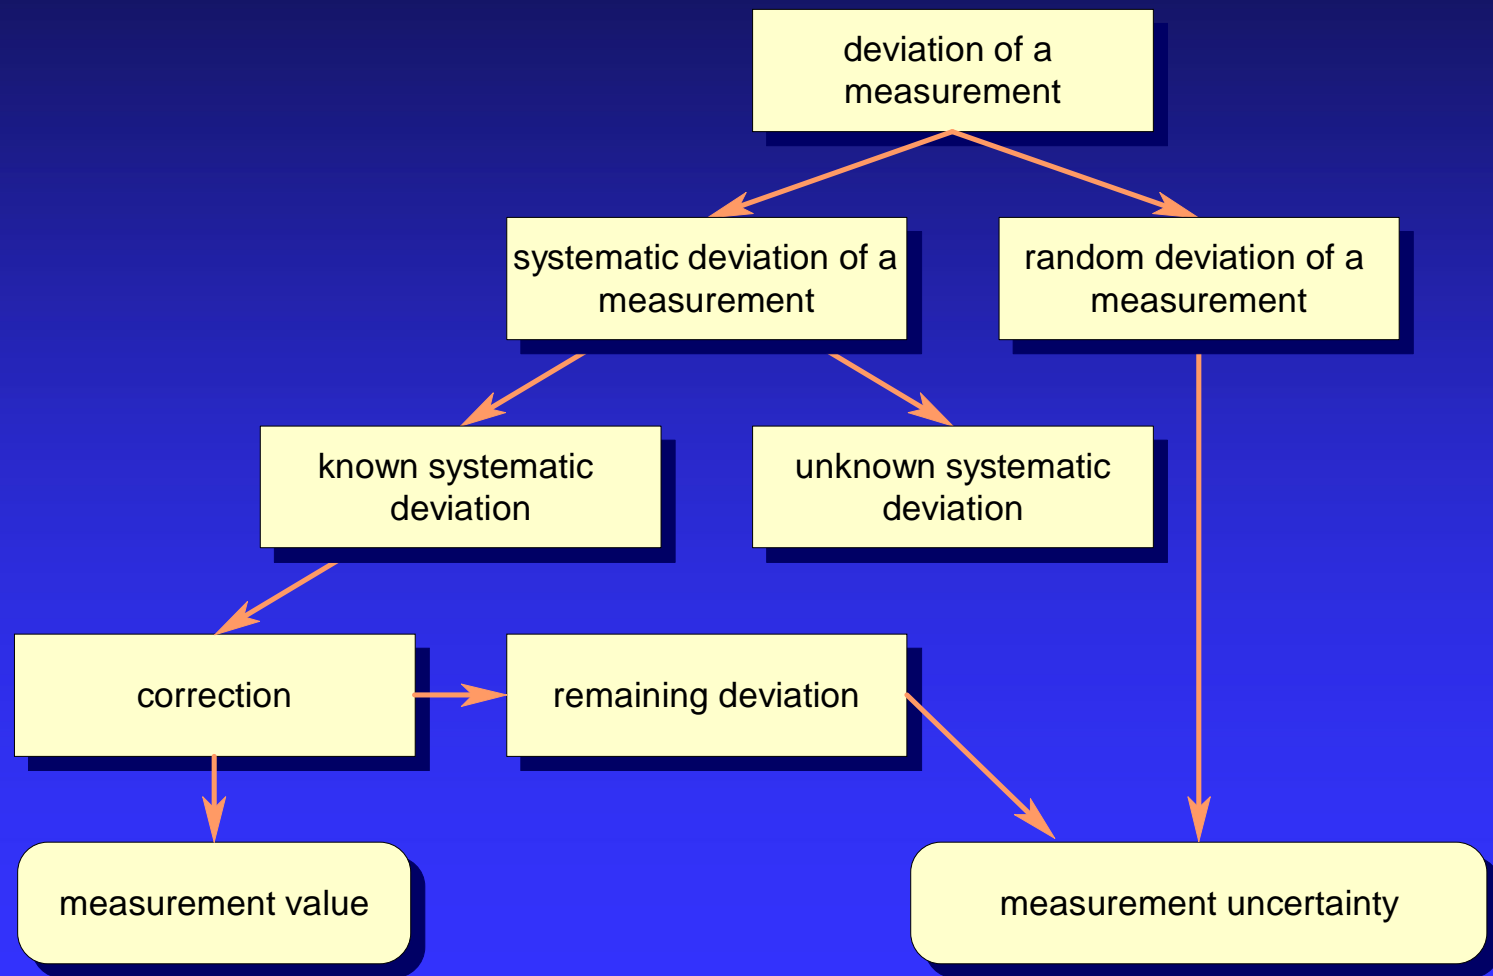 deviation of a
measurement
systematic deviation of a
measurement
random deviation of a
measurement
known systematic
deviation
unknown systematic
deviation
correction
remaining deviation
measurement value
measurement uncertainty